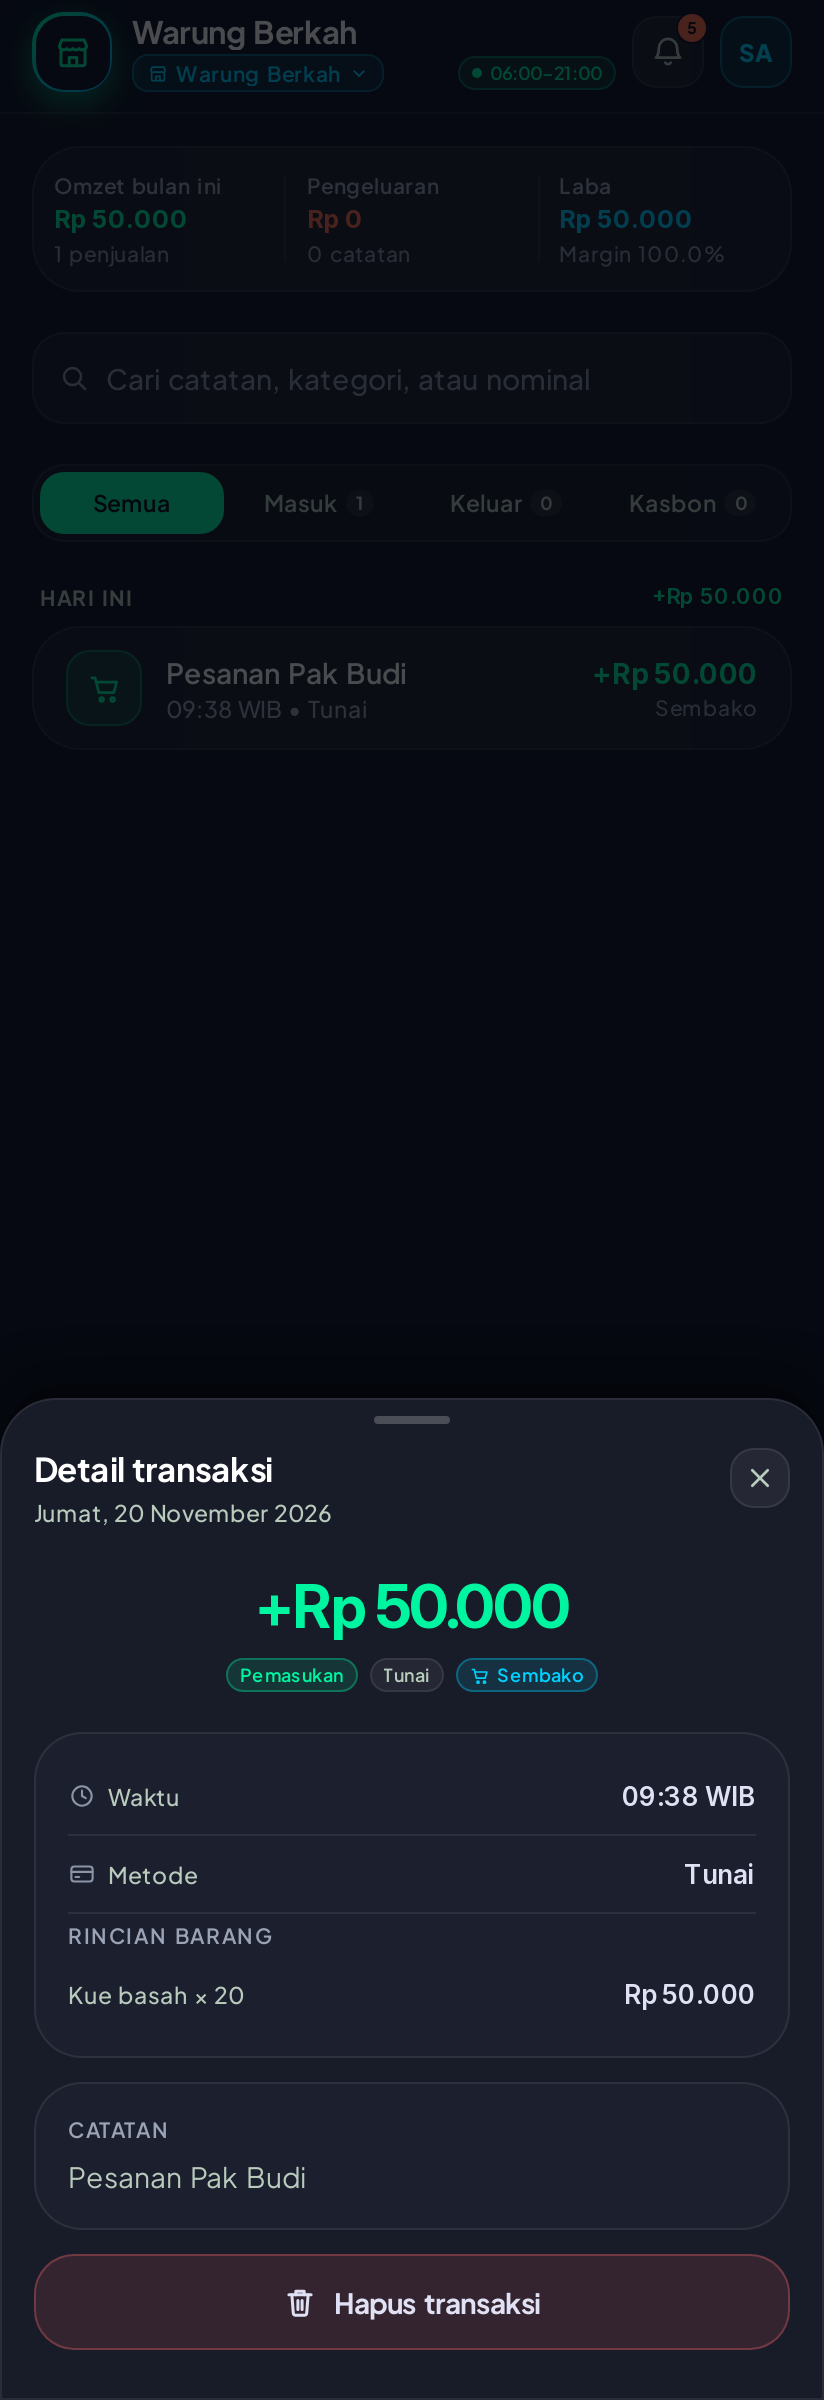 Warung Berkah
Warung Berkah
06:00–21:00
5
SA
Omzet bulan ini
Rp 50.000
1 penjualan
Pengeluaran
Rp 0
0 catatan
Laba
Rp 50.000
Margin 100.0%
Cari catatan, kategori, atau nominal
Semua
Masuk 1
Keluar 0
Kasbon 0
HARI INI
+Rp 50.000
Pesanan Pak Budi
+Rp 50.000
09:38 WIB • Tunai
Sembako
Detail transaksi
Jumat, 20 November 2026
+Rp 50.000
Pemasukan
Tunai
Sembako
Waktu
09:38 WIB
Metode
Tunai
RINCIAN BARANG
Kue basah × 20
Rp 50.000
CATATAN
Pesanan Pak Budi
Hapus transaksi